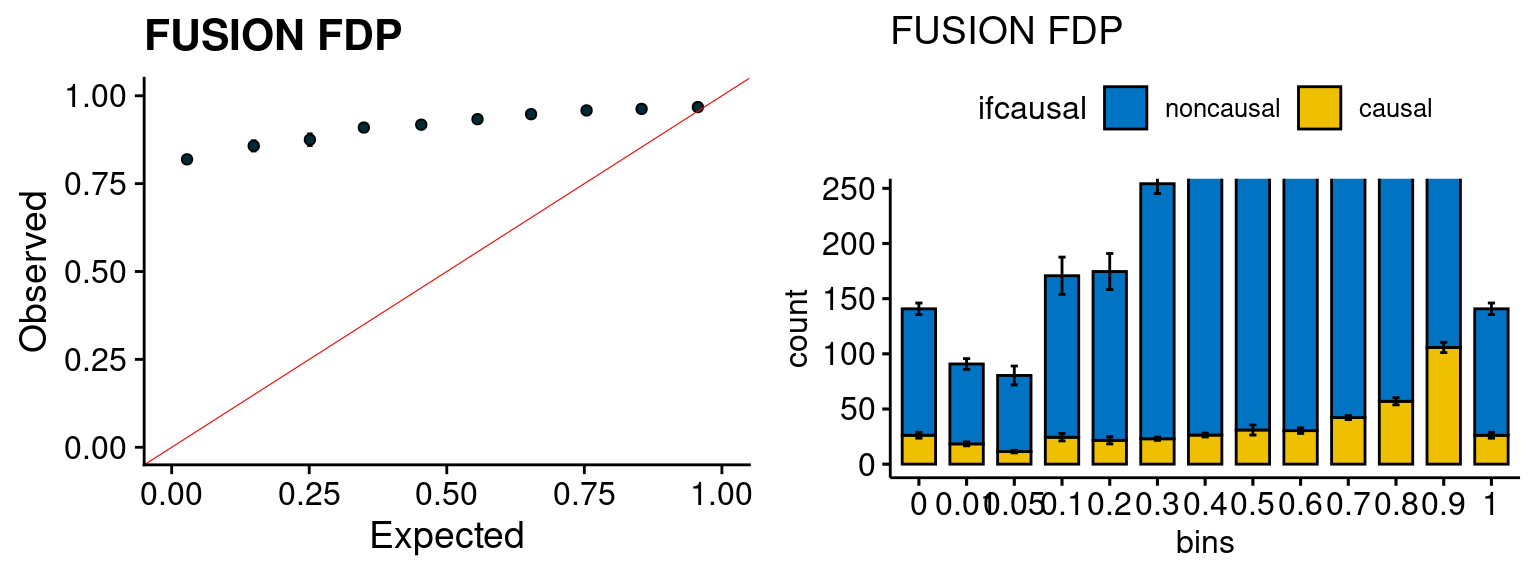 FUSION FDP
1.00
0.75
0.50
0.25
0.00
Observed
0.00 0.25 0.50 0.75 1.00
Expected
FUSION FDP
ifcausal noncausal causal
250
200
150
100
50
0
count
0 0.01 0.05 0.1 0.2 0.3 0.4 0.5 0.6 0.7 0.8 0.9 1
bins